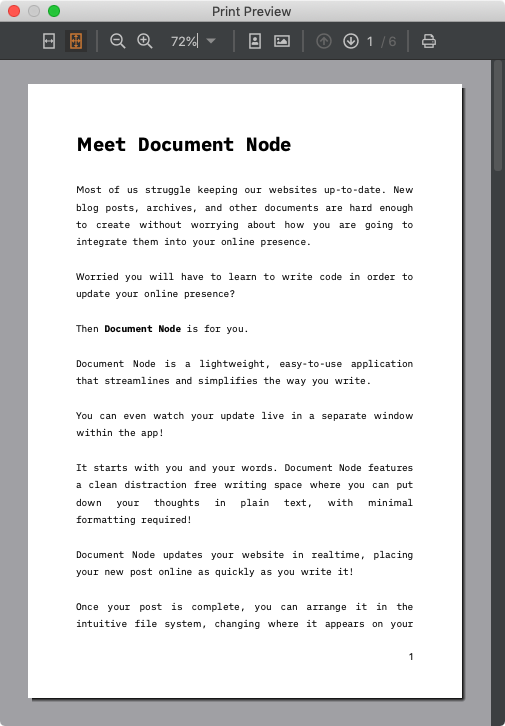 Print Preview
72%
1 / 6
Meet Document Node
Most of us struggle keeping our websites up-to-date. New
blog posts, archives, and other documents are hard enough
to create without worrying about how you are going to
integrate them into your online presence.
Worried you will have to learn to write code in order to
update your online presence?
Then Document Node is for you.
Document Node is a lightweight, easy-to-use application
that streamlines and simplifies the way you write.
You can even watch your update live in a separate window
within the app!
It starts with you and your words. Document Node features
a clean distraction free writing space where you can put
down your thoughts in plain text, with minimal
formatting required!
Document Node updates your website in realtime, placing
your new post online as quickly as you write it!
Once your post is complete, you can arrange it in the
intuitive file system, changing where it appears on your
1